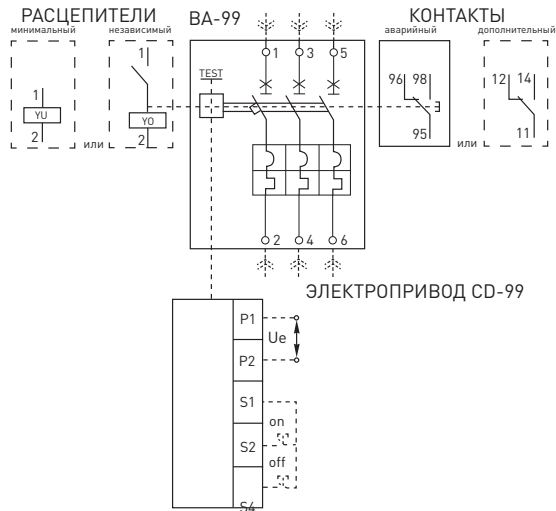 РАСЦЕПИТЕЛИ
ВА-99
КОНТАКТЫ
минимальный
независимый
аварийный
дополнительный
1
3
5
1
TEST
96 98
12 14
1
YU
2
YO
2
или
95
или
11
2
4
6
ЭЛЕКТРОПРИВОД CD-99
P1
Ue
P2
S1
on
S2
off
S4